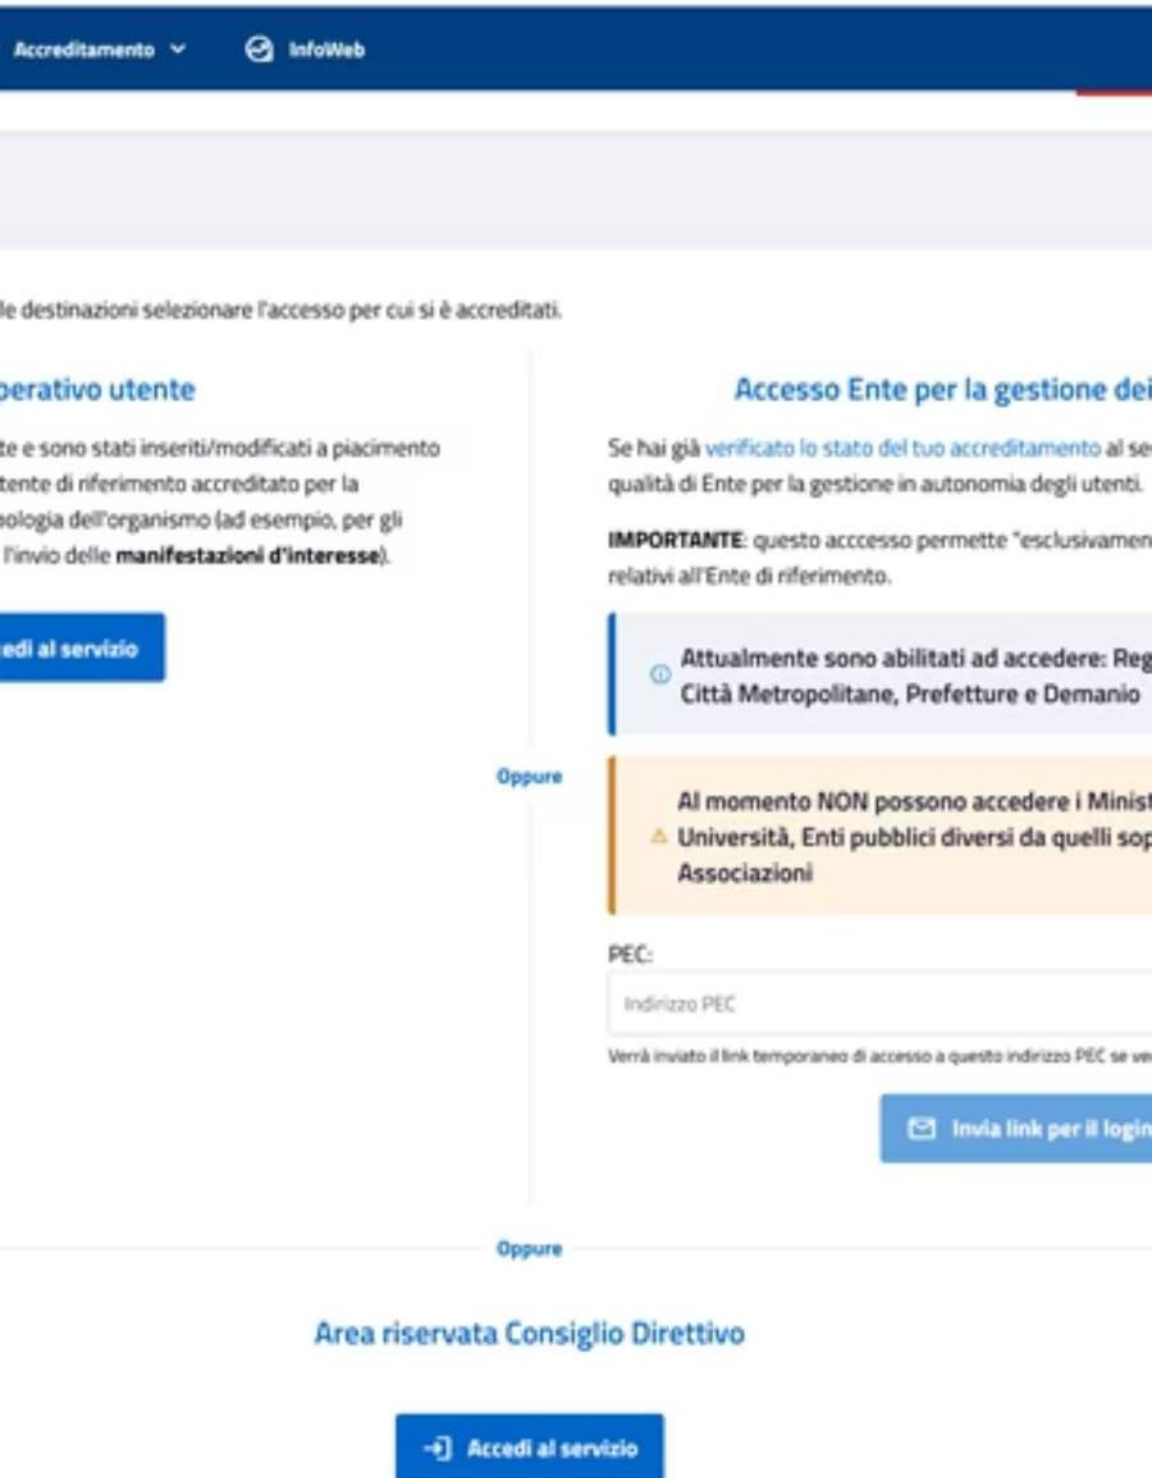 Accreditamento
InfoWeb
le destinazioni selezionare l'accesso per cui si è accreditati.
perativo utente
te e sono stati inseriti/modificati a piacimento
tente di riferimento accreditato per la
pologia dell'organismo (ad esempio, per gli
l'invio delle manifestazioni d'interesse).
edi al servizio
Oppure
Accesso Ente per la gestione dei
Se hai già verificato lo stato del tuo accreditamento al se
qualità di Ente per la gestione in autonomia degli utenti.
IMPORTANTE: questo acccesso permette "esclusivamen
relativi all'Ente di riferimento.
Attualmente sono abilitati ad accedere: Reg
Città Metropolitane, Prefetture e Demanio
Al momento NON possono accedere i Minist
Università, Enti pubblici diversi da quelli sop
Associazioni
PEC:
Indirizzo PEC
Verrà inviato il link temporaneo di accesso a questo indirizzo PEC se ve
Invia link per il login
Oppure
Area riservata Consiglio Direttivo
Accedi al servizio